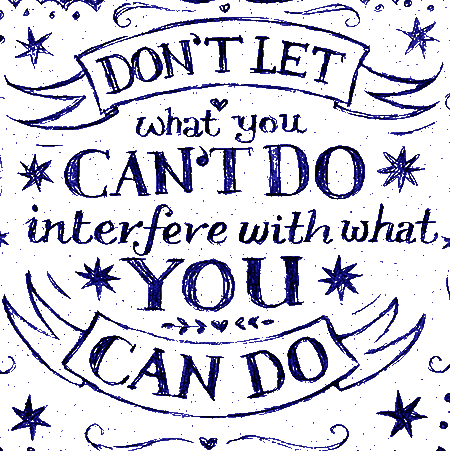 DON'T LET
what you
CAN'T DO
interfere with what
YOU
CAN DO